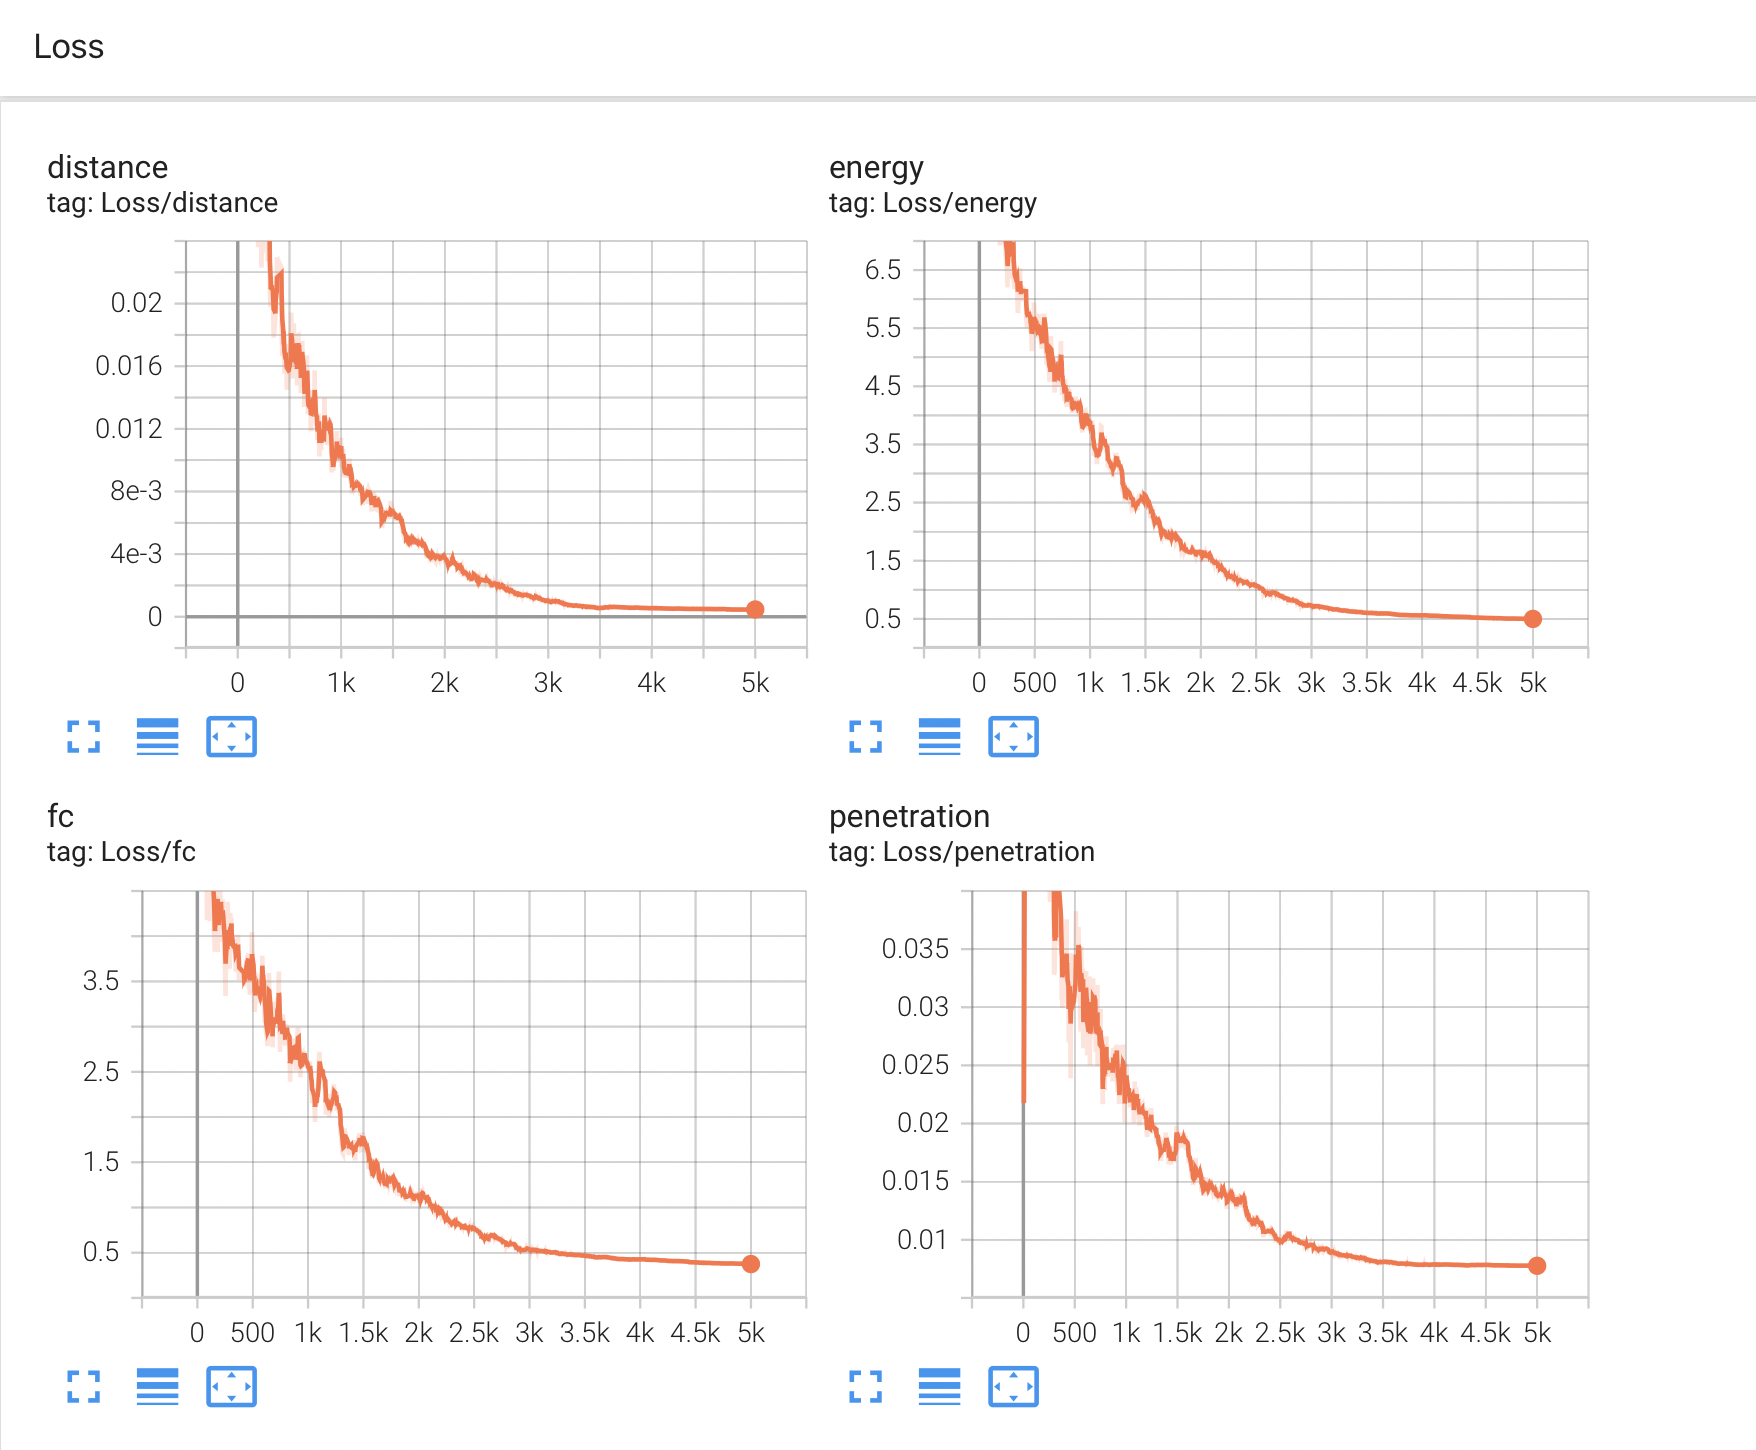 Loss
distance
tag: Loss/distance
0.02
0.016
0.012
8e-3
4e-3
0
0 1k 2k 3k 4k 5k
energy
tag: Loss/energy
6.5
5.5
4.5
3.5
2.5
1.5
0.5
0 500 1k 1.5k 2k 2.5k 3k 3.5k 4k 4.5k 5k
fc
tag: Loss/fc
3.5
2.5
1.5
0.5
0 500 1k 1.5k 2k 2.5k 3k 3.5k 4k 4.5k 5k
penetration
tag: Loss/penetration
0.035
0.03
0.025
0.02
0.015
0.01
0 500 1k 1.5k 2k 2.5k 3k 3.5k 4k 4.5k 5k